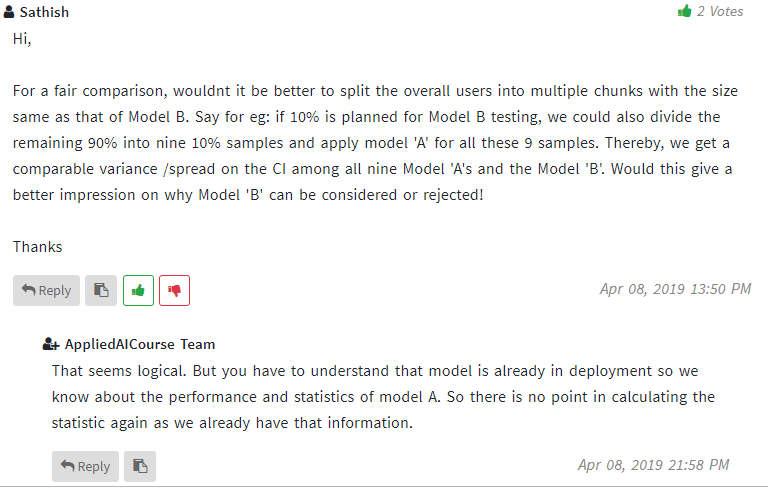 Sathish
2 Votes
Hi,
For a fair comparison, wouldnt it be better to split the overall users into multiple chunks with the size
same as that of Model B. Say for eg: if 10% is planned for Model B testing, we could also divide the
remaining 90% into nine 10% samples and apply model 'A' for all these 9 samples. Thereby, we get a
comparable variance /spread on the CI among all nine Model 'A's and the Model 'B'. Would this give a
better impression on why Model 'B' can be considered or rejected!
Thanks
Reply
Apr 08, 2019 13:50 PM
AppliedAICourse Team
That seems logical. But you have to understand that model is already in deployment so we
know about the performance and statistics of model A. So there is no point in calculating the
statistic again as we already have that information.
Reply
Apr 08, 2019 21:58 PM